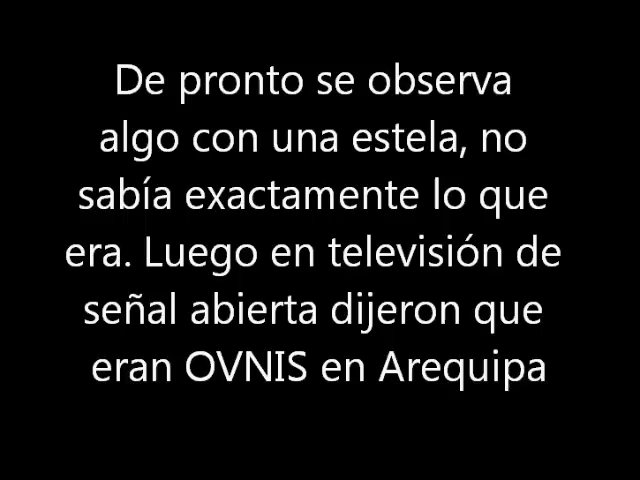 De pronto se observa
algo con una estela, no
sabía exactamente lo que
era. Luego en televisión de
señal abierta dijeron que
eran OVNIS en Arequipa